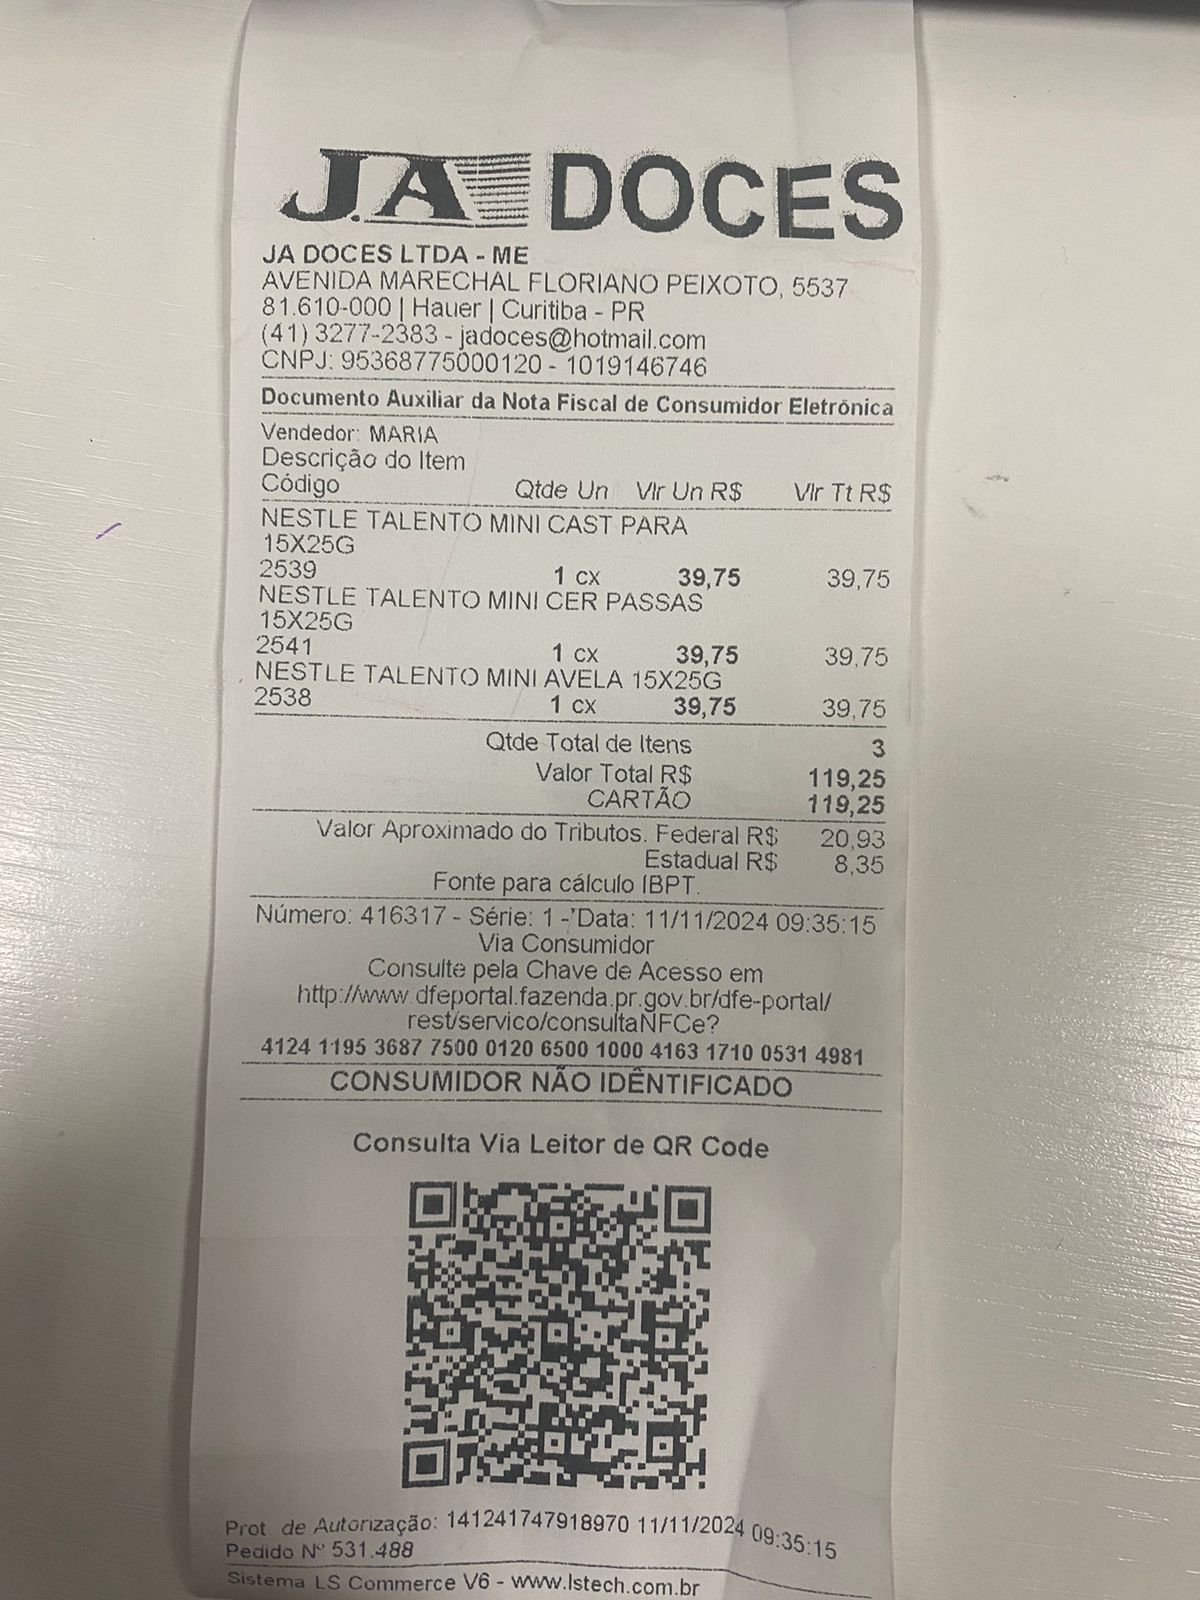 J.A DOCES
JA DOCES LTDA - ME
AVENIDA MARECHAL FLORIANO PEIXOTO, 5537
81.610-000 | Hauer | Curitiba - PR
(41) 3277-2383 - jadoces@hotmail.com
CNPJ: 95368775000120 - 1019146746
Documento Auxiliar da Nota Fiscal de Consumidor Eletrônica
Vendedor: MARIA
Descrição do Item
Código Qtde Un Vlr Un R$ Vlr Tt R$
NESTLE TALENTO MINI CAST PARA
15X25G
2539 1 cx 39,75 39,75
NESTLE TALENTO MINI CER PASSAS
15X25G
2541 1 cx 39,75 39,75
NESTLE TALENTO MINI AVELA 15X25G
2538 1 cx 39,75 39,75
Qtde Total de Itens 3
Valor Total R$ 119,25
CARTÃO 119,25
Valor Aproximado do Tributos. Federal R$ 20,93
Estadual R$ 8,35
Fonte para cálculo IBPT.
Número: 416317 - Série: 1 - Data: 11/11/2024 09:35:15
Via Consumidor
Consulte pela Chave de Acesso em
http://www.dfeportal.fazenda.pr.gov.br/dfe-portal/
rest/servico/consultaNFCe?
4124 1195 3687 7500 0120 6500 1000 4163 1710 0531 4981
CONSUMIDOR NÃO IDÊNTIFICADO
Consulta Via Leitor de QR Code
Prot de Autorização: 141241747918970 11/11/2024 09:35:15
Pedido Nº 531.488
Sistema LS Commerce V6 - www.lstech.com.br